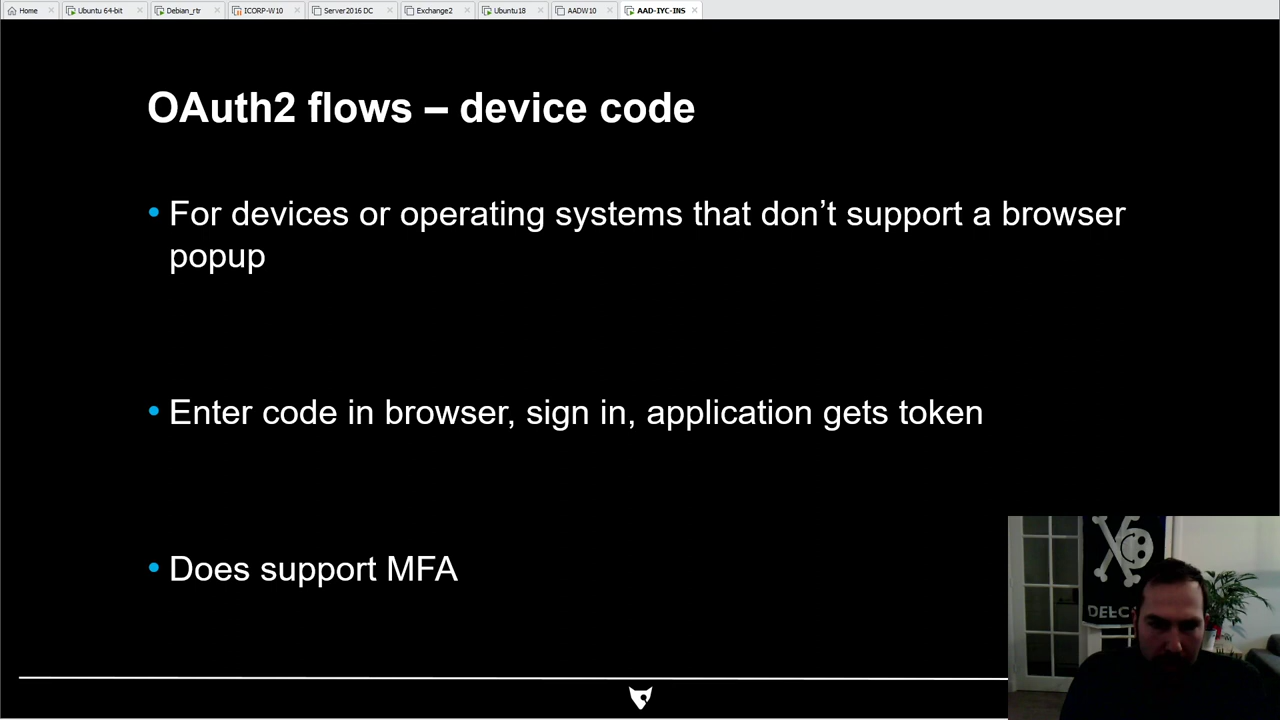 Home
Ubuntu 64-bit
Debian_rtr
ICORP-W10
Server2016 DC
Exchange2
Ubuntu18
AADW10
AAD-IYC-INS
OAuth2 flows – device code
• For devices or operating systems that don’t support a browser
popup
• Enter code in browser, sign in, application gets token
• Does support MFA